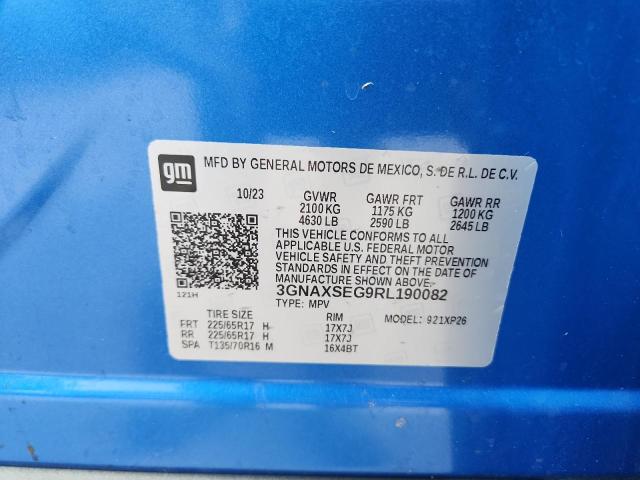 gm
MFD BY GENERAL MOTORS DE MEXICO, S. DE R.L. DE C.V.
10/23 GVWR GAWR FRT GAWR RR
2100 KG 1175 KG 1200 KG
4630 LB 2590 LB 2645 LB
THIS VEHICLE CONFORMS TO ALL
APPLICABLE U.S. FEDERAL MOTOR
VEHICLE SAFETY AND THEFT PREVENTION
STANDARDS IN EFFECT ON THE DATE OF
MANUFACTURE SHOWN ABOVE.
121H
3GNAXSEG9RL190082
TYPE: MPV MODEL: 921XP26
TIRE SIZE RIM
FRT 225/65R17 H 17X7J
RR 225/65R17 H 17X7J
SPA T135/70R16 M 16X4BT